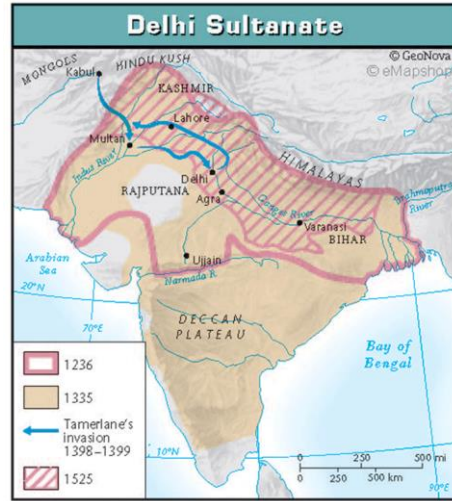 Delhi Sultanate
© GeoNova
© eMapshop
MONGOLS
HINDU KUSH
Kabul
KASHMIR
Lahore
Multan
HIMALAYAS
Indus River
Delhi
RAJPUTANA
Agra
Ganges River
Brahmaputra
River
Varanasi
BIHAR
Arabian
Sea
Ujjain
Narmada R.
20°N
70°E
DECCAN
PLATEAU
Bay of
Bengal
1236
1335
Tamerlane's
invasion
1398–1399
1525
10°N
0 250 500 mi
0 250 500 km
90°E